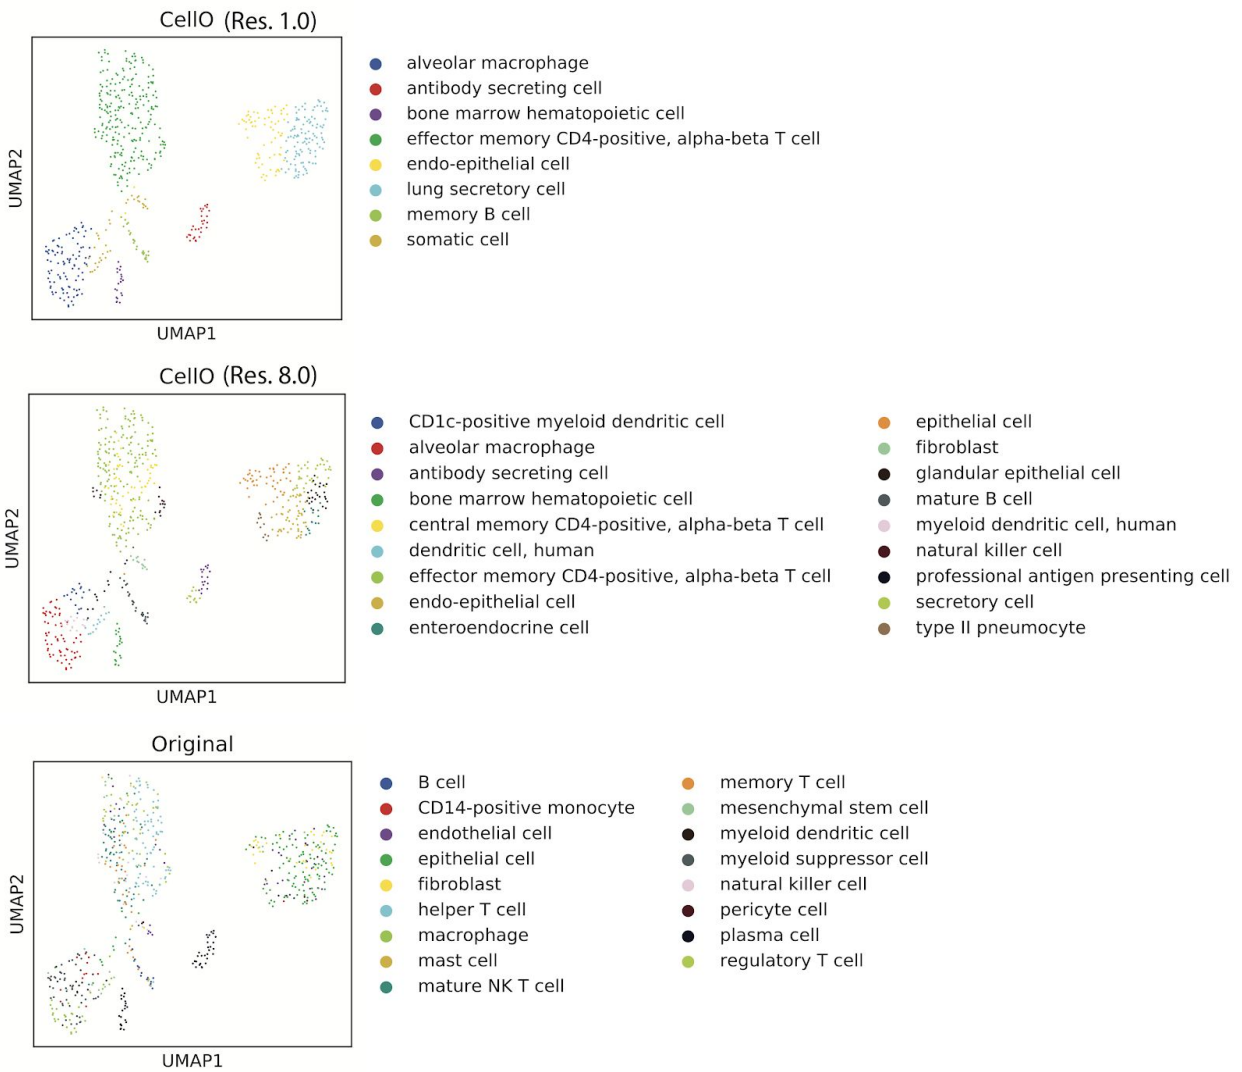 CellO (Res. 1.0)
alveolar macrophage
antibody secreting cell
bone marrow hematopoietic cell
effector memory CD4-positive, alpha-beta T cell
endo-epithelial cell
lung secretory cell
memory B cell
somatic cell
UMAP2
UMAP1
CellO (Res. 8.0)
CD1c-positive myeloid dendritic cell
alveolar macrophage
antibody secreting cell
bone marrow hematopoietic cell
central memory CD4-positive, alpha-beta T cell
dendritic cell, human
effector memory CD4-positive, alpha-beta T cell
endo-epithelial cell
enteroendocrine cell
epithelial cell
fibroblast
glandular epithelial cell
mature B cell
myeloid dendritic cell, human
natural killer cell
professional antigen presenting cell
secretory cell
type II pneumocyte
UMAP2
UMAP1
Original
B cell
CD14-positive monocyte
endothelial cell
epithelial cell
fibroblast
helper T cell
macrophage
mast cell
mature NK T cell
memory T cell
mesenchymal stem cell
myeloid dendritic cell
myeloid suppressor cell
natural killer cell
pericyte cell
plasma cell
regulatory T cell
UMAP2
UMAP1